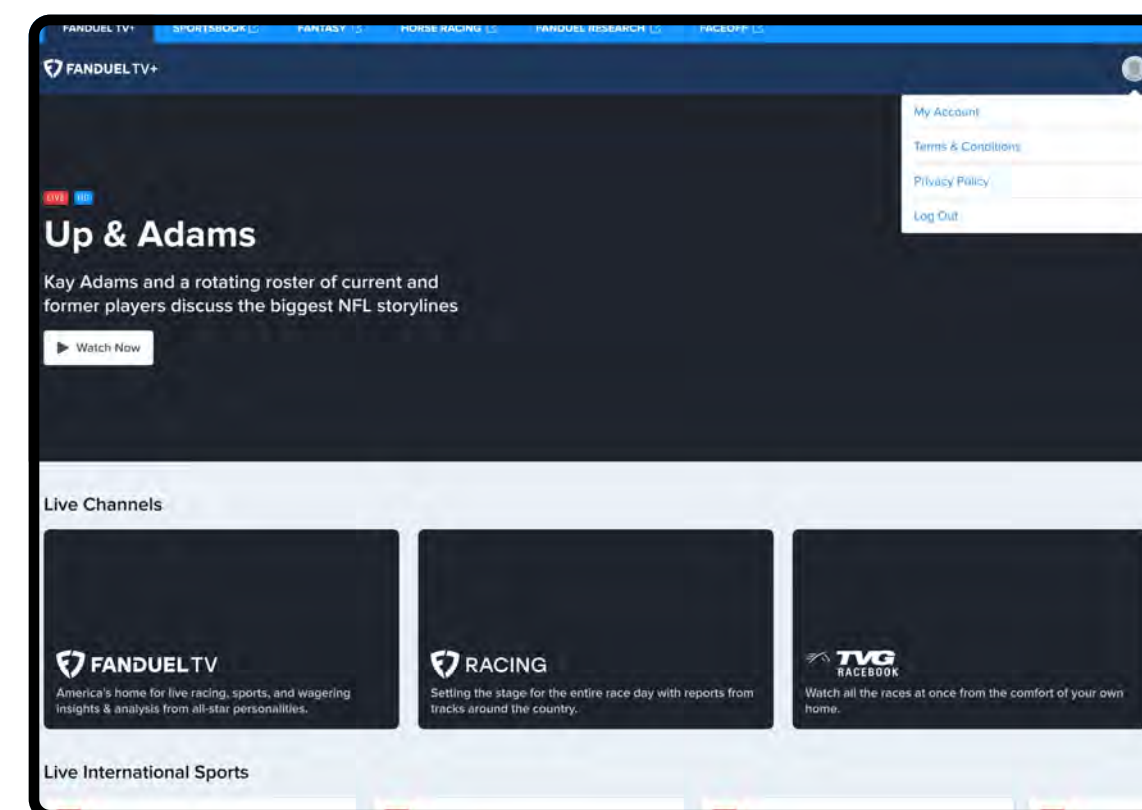 FANDUEL TV+ SPORTSBOOK FANTASY HORSE RACING FANDUEL RESEARCH FACEOFF
FANDUEL TV+
My Account
Terms & Conditions
Privacy Policy
Log Out
LIVE HD
Up & Adams
Kay Adams and a rotating roster of current and
former players discuss the biggest NFL storylines
Watch Now
Live Channels
FANDUEL TV
America's home for live racing, sports, and wagering
insights & analysis from all-star personalities.
RACING
Setting the stage for the entire race day with reports from
tracks around the country.
TVG
RACEBOOK
Watch all the races at once from the comfort of your own
home.
Live International Sports